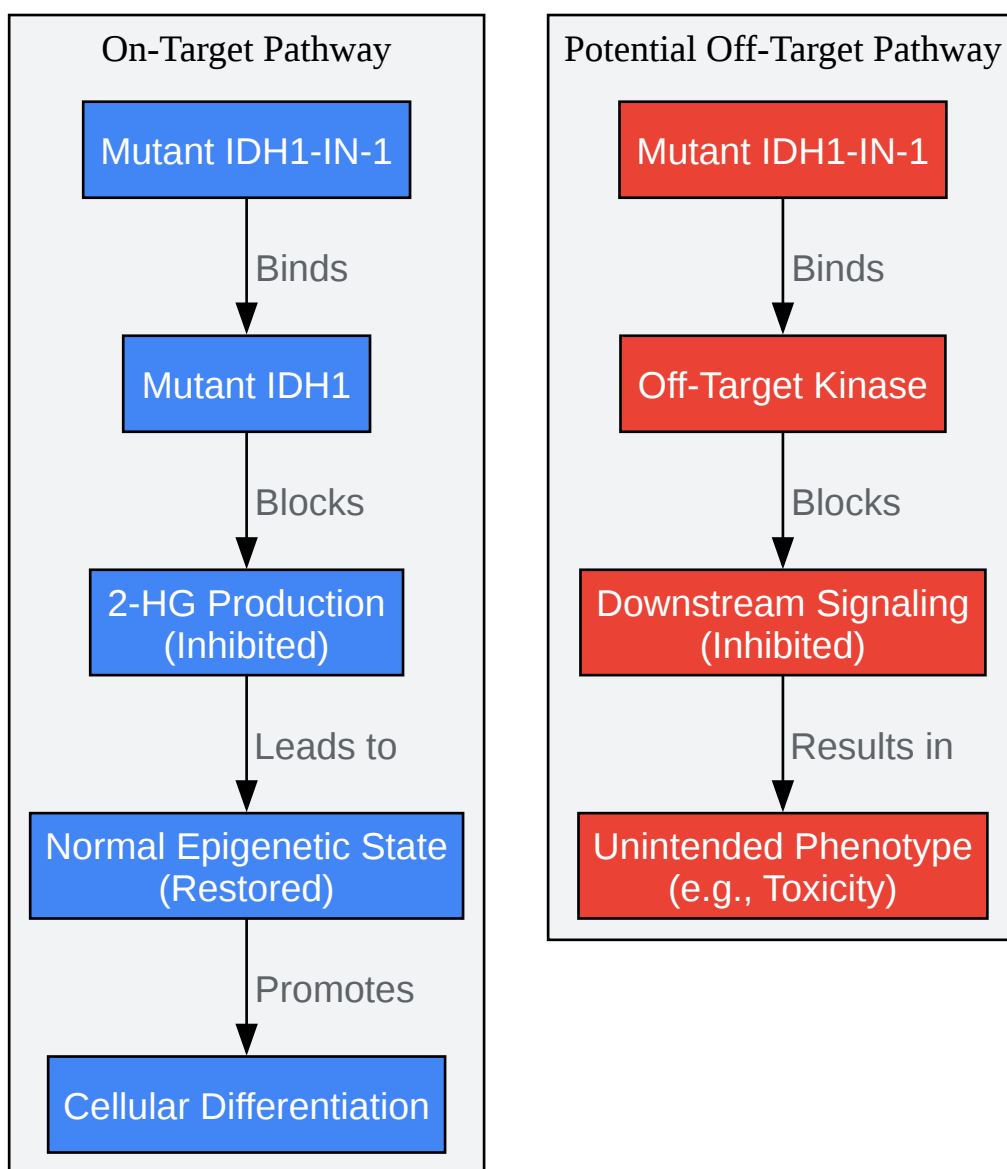 On-Target Pathway
Mutant IDH1-IN-1
Binds
Mutant IDH1
Blocks
2-HG Production
(Inhibited)
Leads to
Normal Epigenetic State
(Restored)
Promotes
Cellular Differentiation
Potential Off-Target Pathway
Mutant IDH1-IN-1
Binds
Off-Target Kinase
Blocks
Downstream Signaling
(Inhibited)
Results in
Unintended Phenotype
(e.g., Toxicity)